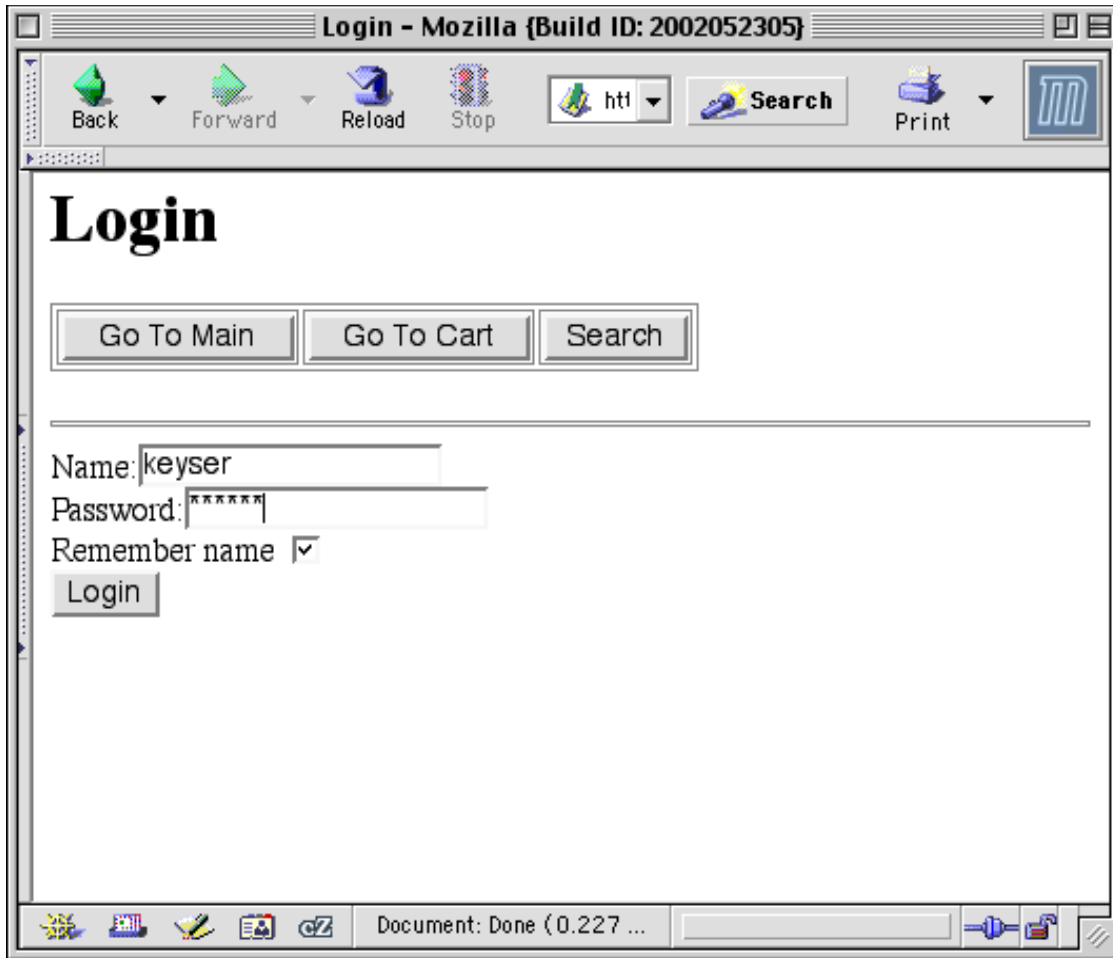 Login – Mozilla {Build ID: 2002052305}
Back Forward Reload Stop htt Search Print
Login
Go To Main Go To Cart Search
Name: keyser
Password: ******
Remember name
Login
Document: Done (0.227 ...